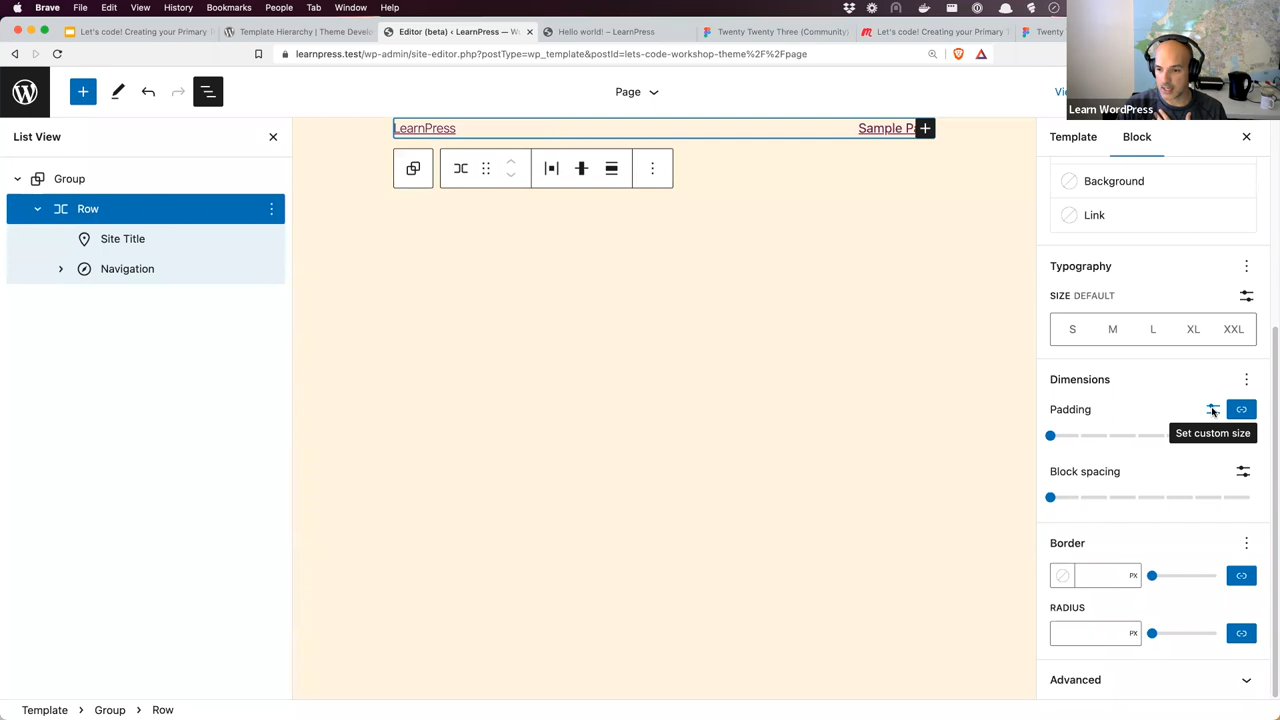 Brave File Edit View History Bookmarks People Tab Window Help
Let's code! Creating your Primary T
Template Hierarchy | Theme Develo
Editor (beta) ‹ LearnPress — W
Hello world! – LearnPress
Twenty Twenty Three (Community)
Let's code! Creating your Primary
Twenty
learnpress.test/wp-admin/site-editor.php?postType=wp_template&postId=lets-code-workshop-theme%2F%2Fpage
Page
Learn WordPress
List View
Group
Row
Site Title
Navigation
LearnPress
Sample P
Template
Block
Background
Link
Typography
SIZE DEFAULT
S M L XL XXL
Dimensions
Padding
Set custom size
Block spacing
Border
PX
RADIUS
PX
Advanced
Template > Group > Row